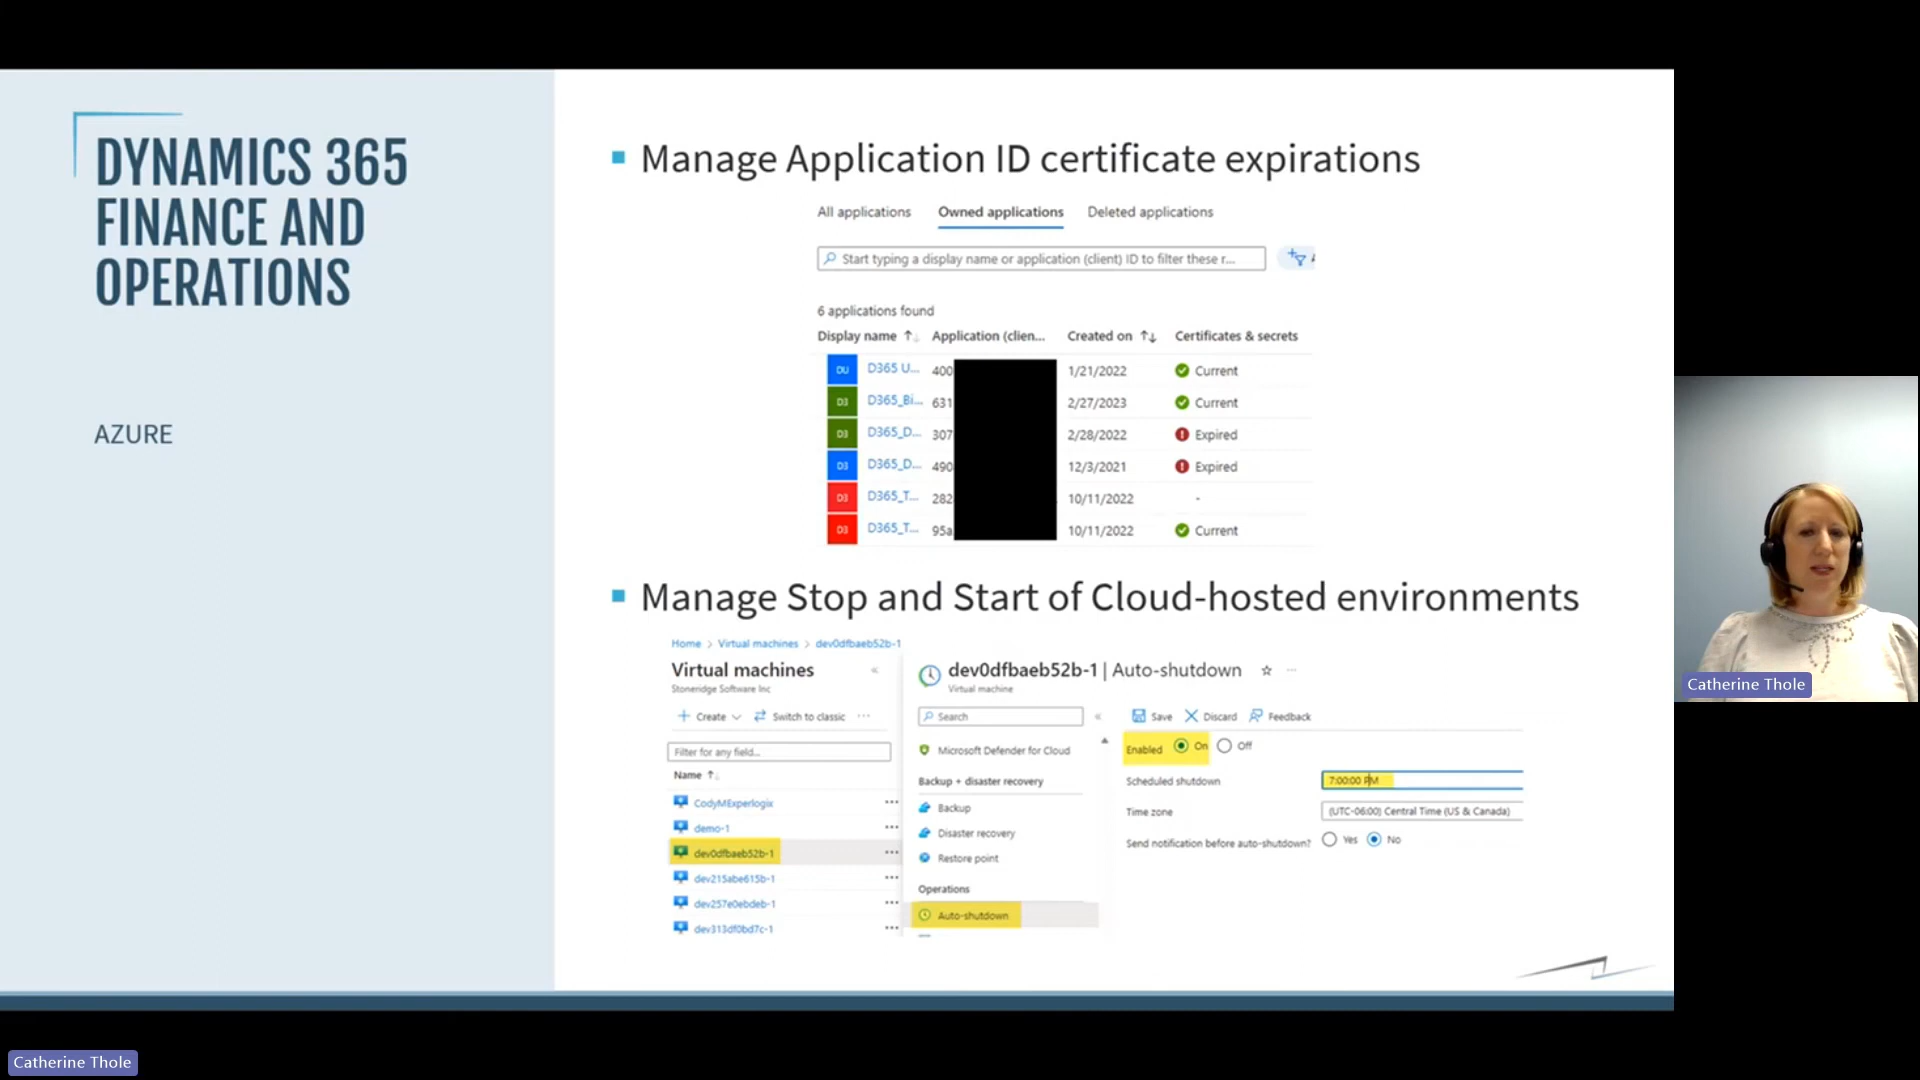 DYNAMICS 365
FINANCE AND
OPERATIONS
AZURE
Manage Application ID certificate expirations
All applications Owned applications Deleted applications
Start typing a display name or application (client) ID to filter these r...
6 applications found
Display name Application (clien... Created on Certificates & secrets
DU D365 U... 400 1/21/2022 Current
D3 D365_Bi... 631 2/27/2023 Current
D3 D365_D... 307 2/28/2022 Expired
D3 D365_D... 490 12/3/2021 Expired
D3 D365_T... 282 10/11/2022 -
D3 D365_T... 95a 10/11/2022 Current
Manage Stop and Start of Cloud-hosted environments
Home > Virtual machines > dev0dfbaeb52b-1
Virtual machines
Stoneridge Software Inc
Create Switch to classic ...
Filter for any field...
Name
CodyMExperlogix ...
demo-1 ...
dev0dfbaeb52b-1 ...
dev215abe615b-1 ...
dev257e0ebdeb-1 ...
dev313df0bd7c-1 ...
dev0dfbaeb52b-1 | Auto-shutdown ...
Virtual machine
Search
Microsoft Defender for Cloud
Backup + disaster recovery
Backup
Disaster recovery
Restore point
Operations
Auto-shutdown
Save Discard Feedback
Enabled On Off
Scheduled shutdown 7:00:00 PM
Time zone (UTC-06:00) Central Time (US & Canada)
Send notification before auto-shutdown? Yes No
Catherine Thole
Catherine Thole